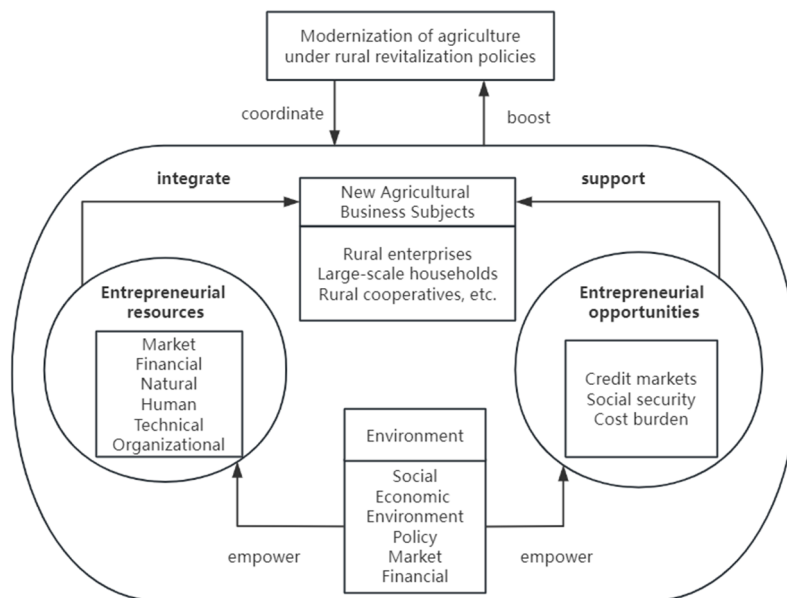 Modernization of agriculture
under rural revitalization policies
coordinate
boost
integrate
support
New Agricultural
Business Subjects
Rural enterprises
Large-scale households
Rural cooperatives, etc.
Entrepreneurial
resources
Market
Financial
Natural
Human
Technical
Organizational
Entrepreneurial
opportunities
Credit markets
Social security
Cost burden
Environment
Social
Economic
Environment
Policy
Market
Financial
empower
empower